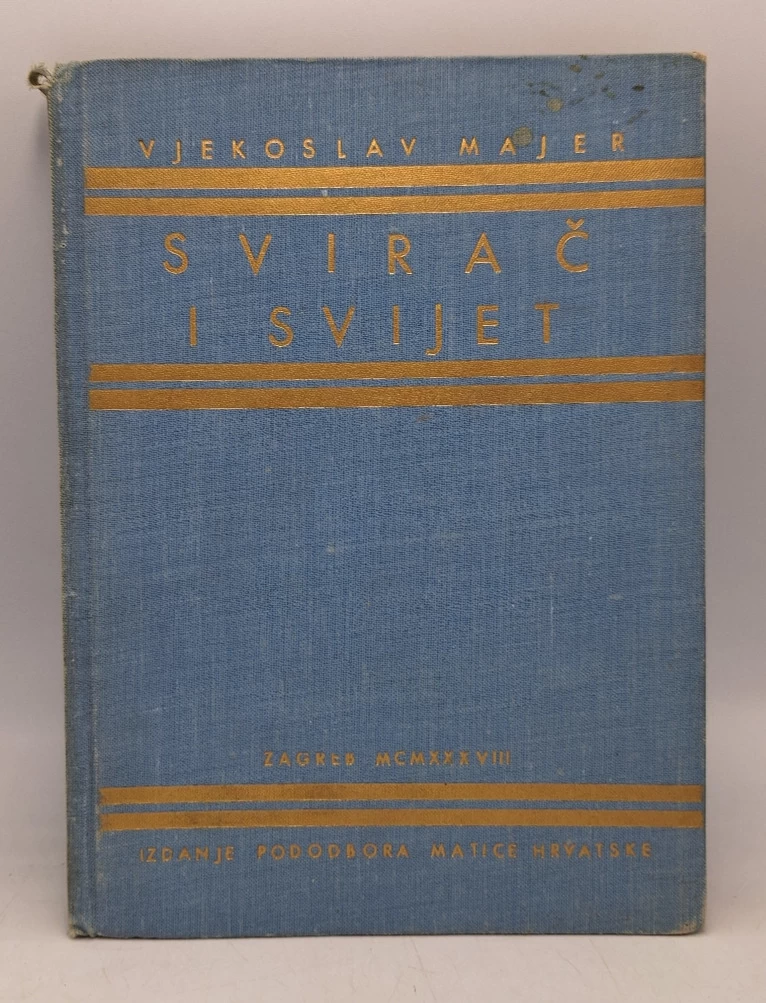 VJEKOSLAV MAJER
SVIRAČ
I SVIJET
ZAGREB MCMXXXVIII
IZDANJE PODODBORA MATICE HRVATSKE